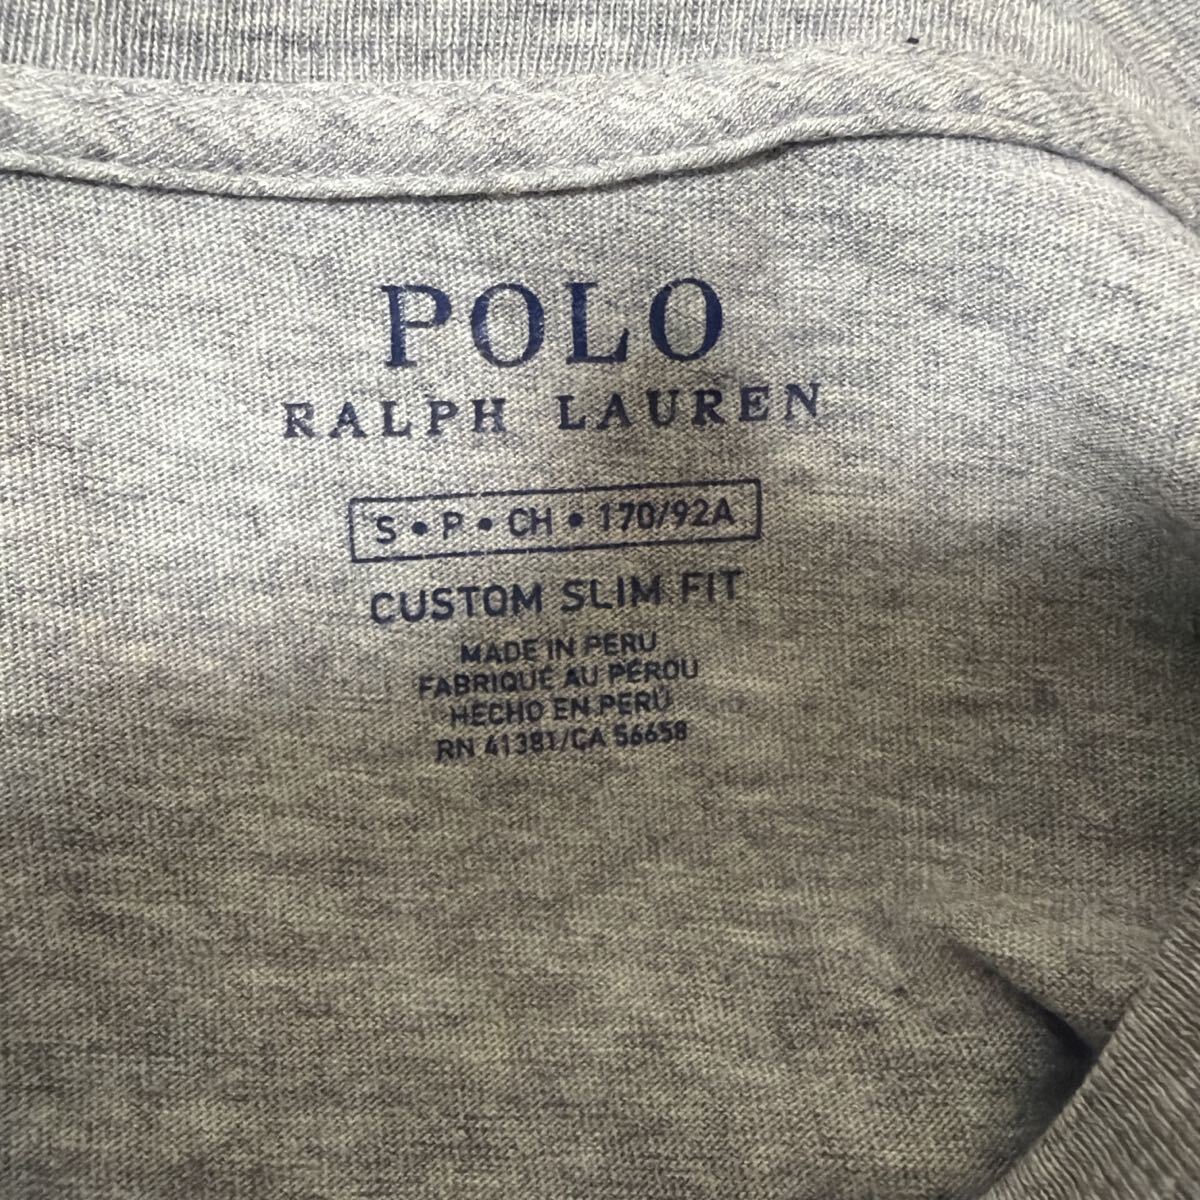 POLO
RALPH LAUREN
S • P • CH • 170/92A
CUSTOM SLIM FIT
MADE IN PERU
FABRIQUÉ AU PÉROU
HECHO EN PERÚ
RN 41381/CA 56658